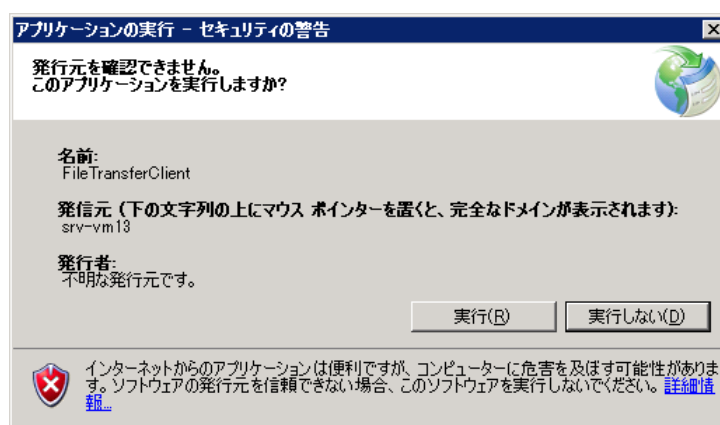 アプリケーションの実行 - セキュリティの警告
発行元を確認できません。
このアプリケーションを実行しますか?
名前:
FileTransferClient
発信元 (下の文字列の上にマウス ポインターを置くと、完全なドメインが表示されます):
srv-vm13
発行者:
不明な発行元です。
実行(R)
実行しない(D)
インターネットからのアプリケーションは便利ですが、コンピューターに危害を及ぼす可能性がありま
す。ソフトウェアの発行元を信頼できない場合、このソフトウェアを実行しないでください。詳細情
報...